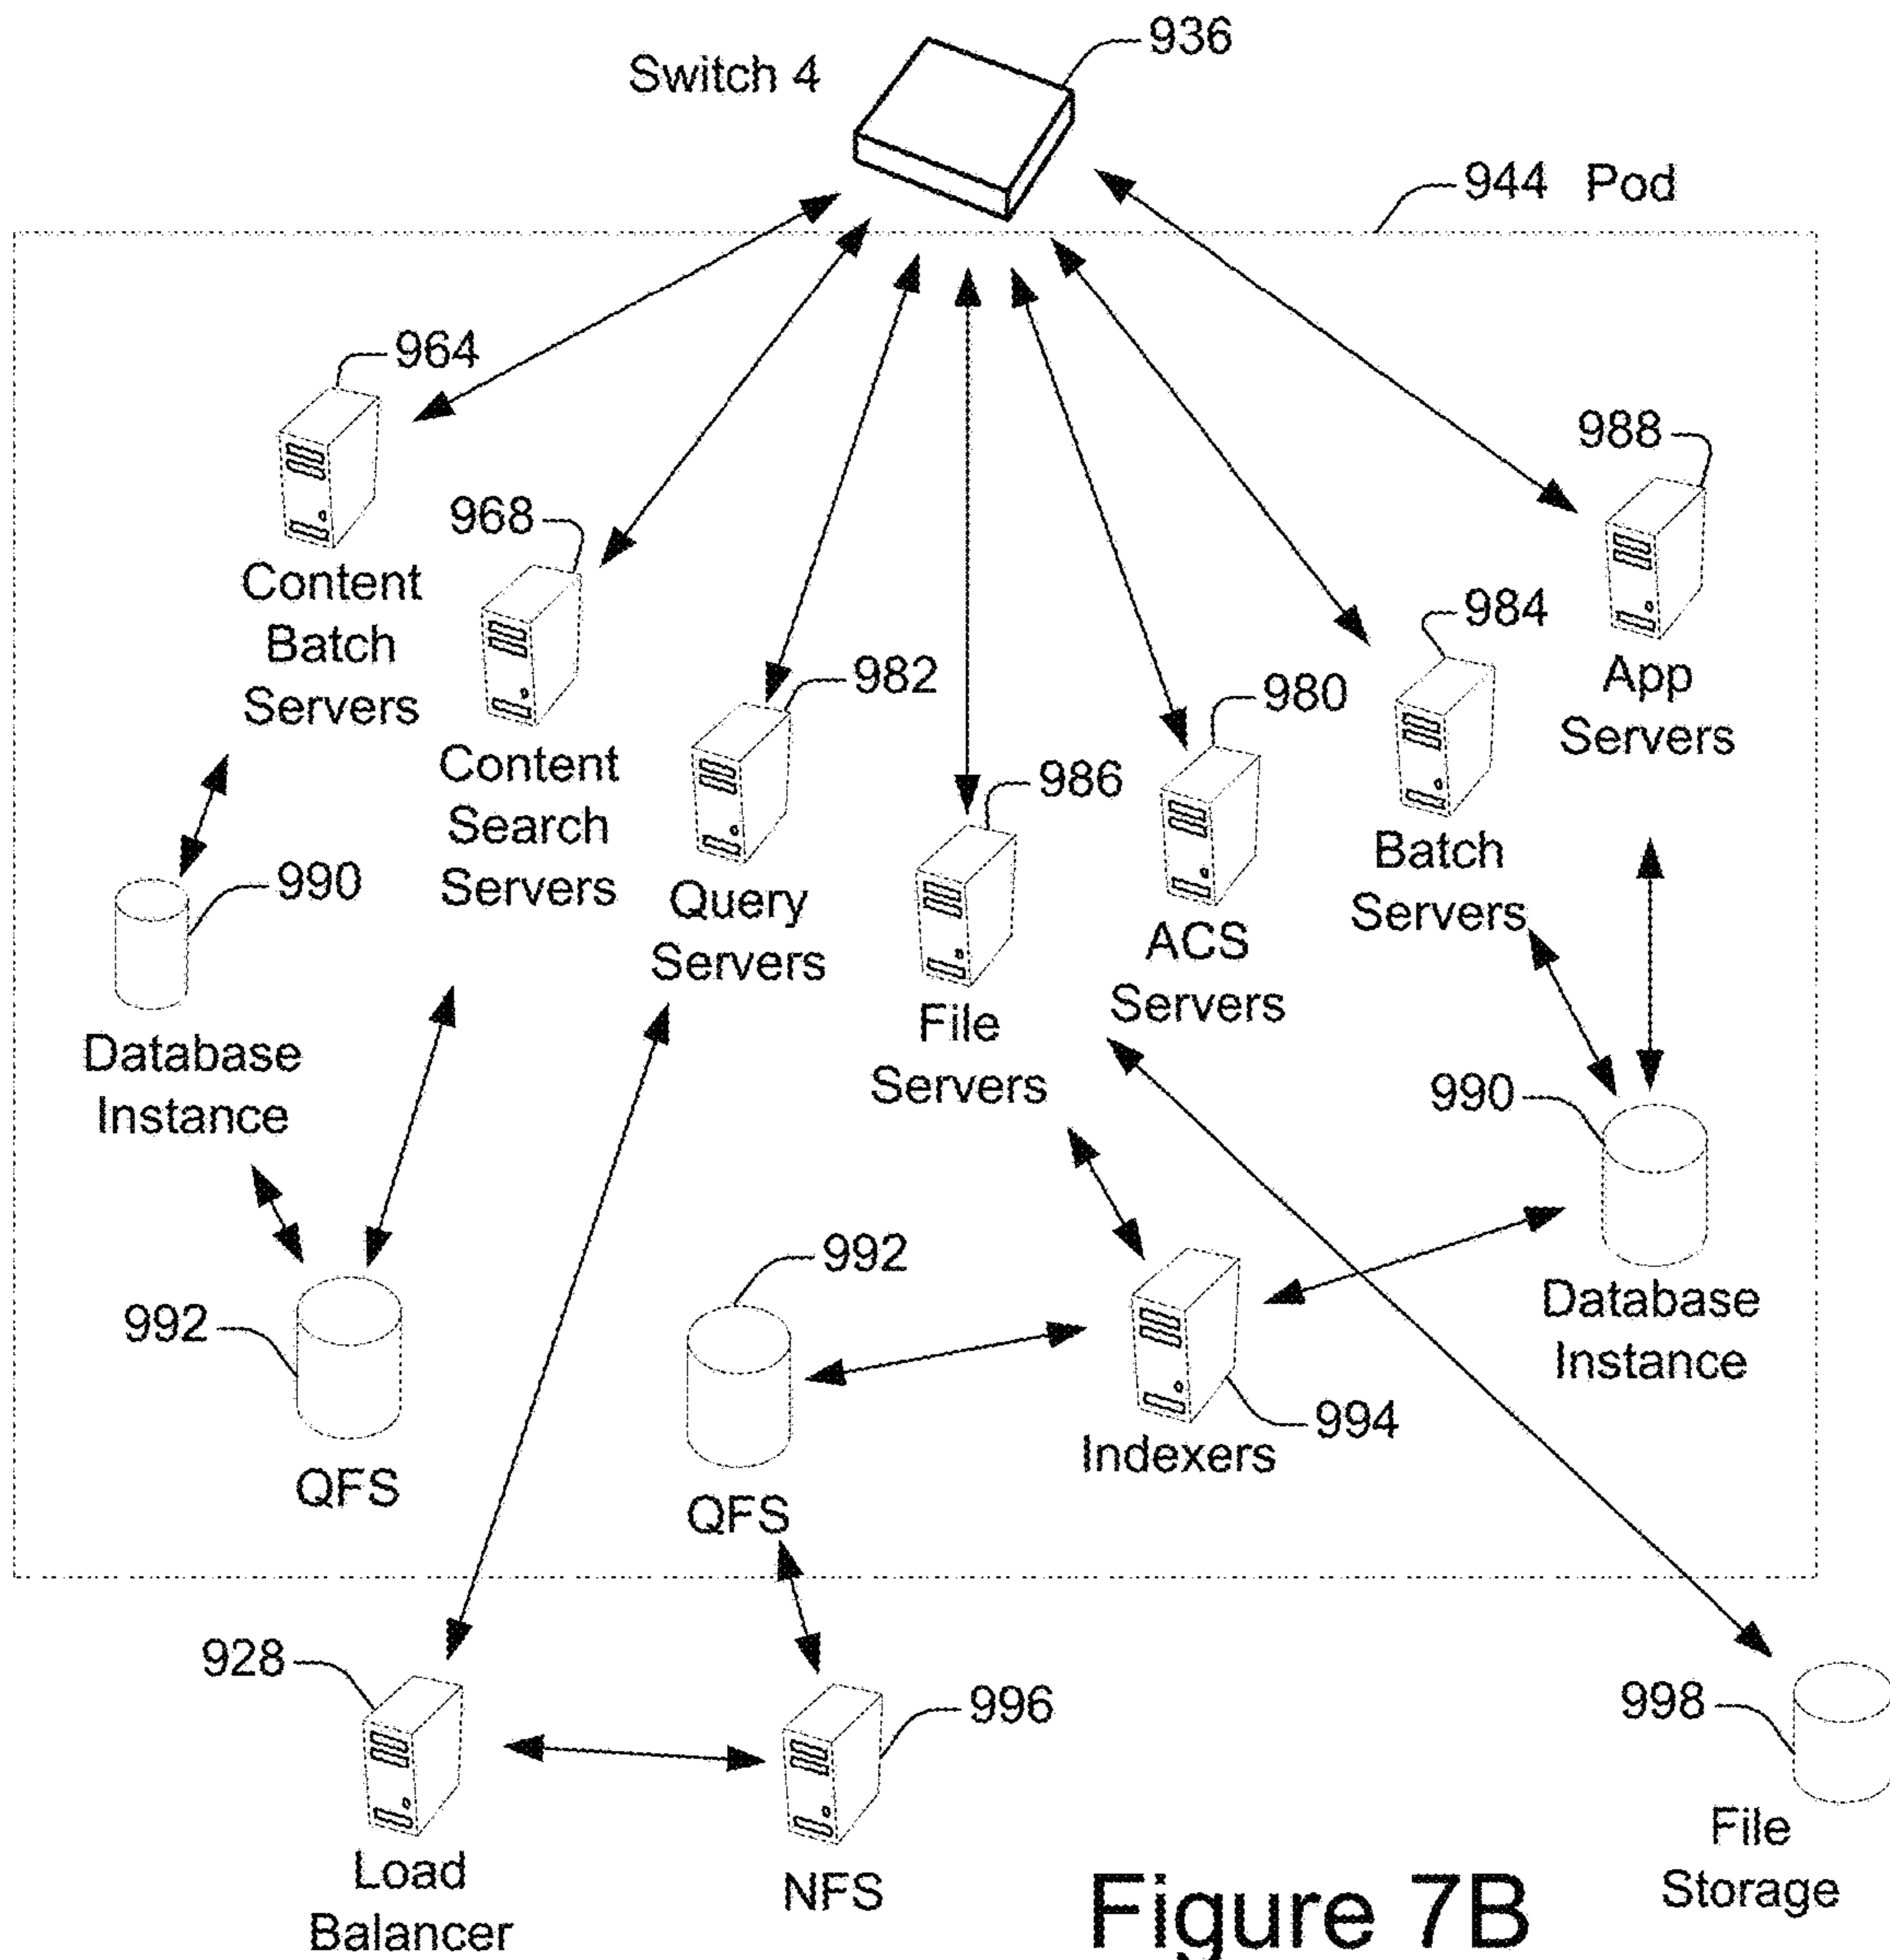 Switch 4
936
944 Pod
964
Content
Batch
Servers
968
Content
Search
Servers
982
Query
Servers
986
File
Servers
980
ACS
Servers
984
Batch
Servers
988
App
Servers
990
Database
Instance
990
Database
Instance
992
QFS
992
QFS
994
Indexers
928
Load
Balancer
996
NFS
998
File
Storage
Figure 7B